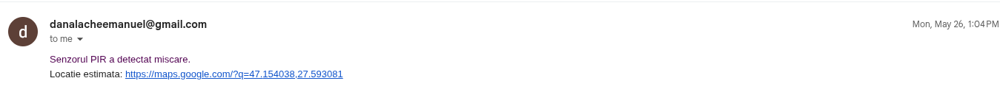 d
danalacheemanuel@gmail.com
Mon, May 26, 1:04 PM
to me
Senzorul PIR a detectat miscare.
Locatie estimata: https://maps.google.com/?q=47.154038,27.593081